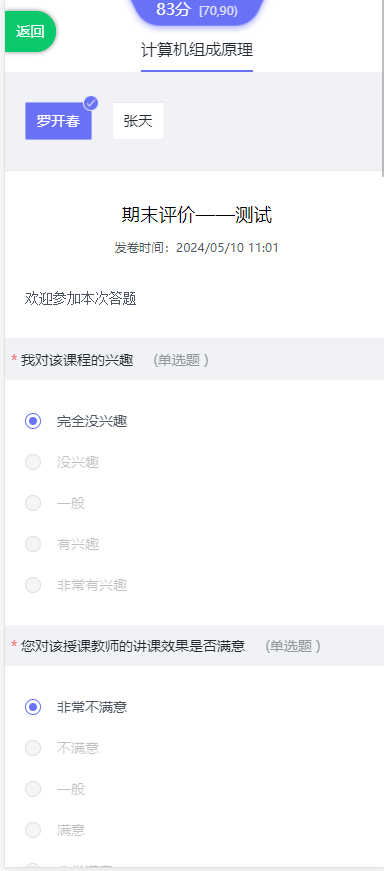 83分 [70,90)
返回
计算机组成原理
罗开春 张天
期末评价——测试
发卷时间：2024/05/10 11:01
欢迎参加本次答题
* 我对该课程的兴趣 (单选题 )
完全没兴趣
没兴趣
一般
有兴趣
非常有兴趣
* 您对该授课教师的讲课效果是否满意 (单选题 )
非常不满意
不满意
一般
满意